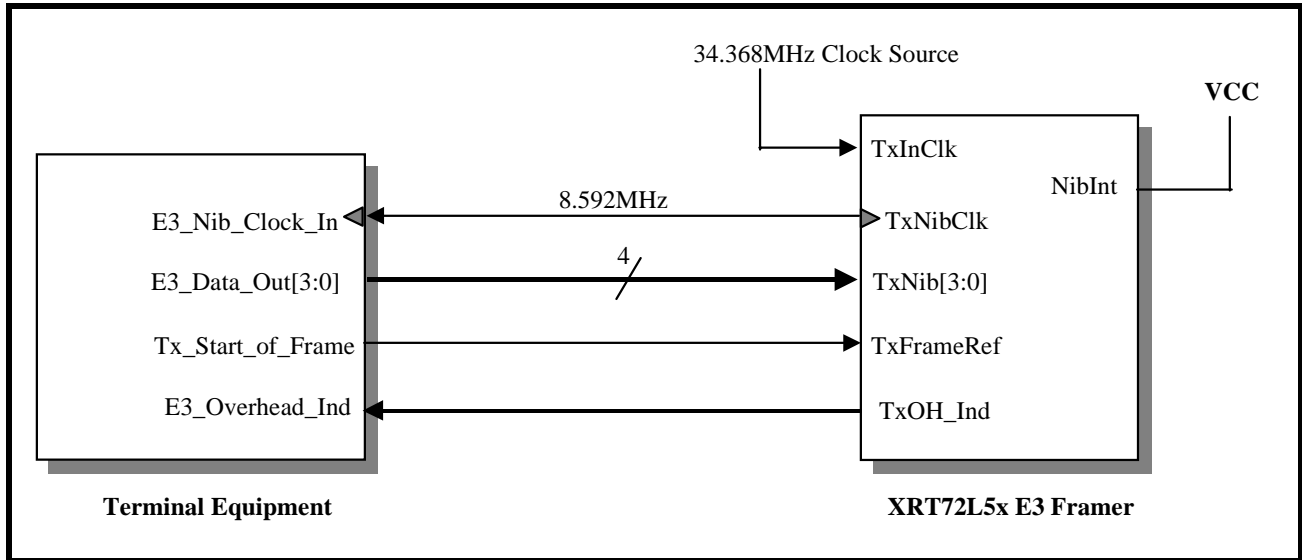 34.368MHz Clock Source
VCC
TxInClk
NibInt
8.592MHz
E3_Nib_Clock_In
TxNibClk
4
E3_Data_Out[3:0]
TxNib[3:0]
Tx_Start_of_Frame
TxFrameRef
E3_Overhead_Ind
TxOH_Ind
Terminal Equipment
XRT72L5x E3 Framer